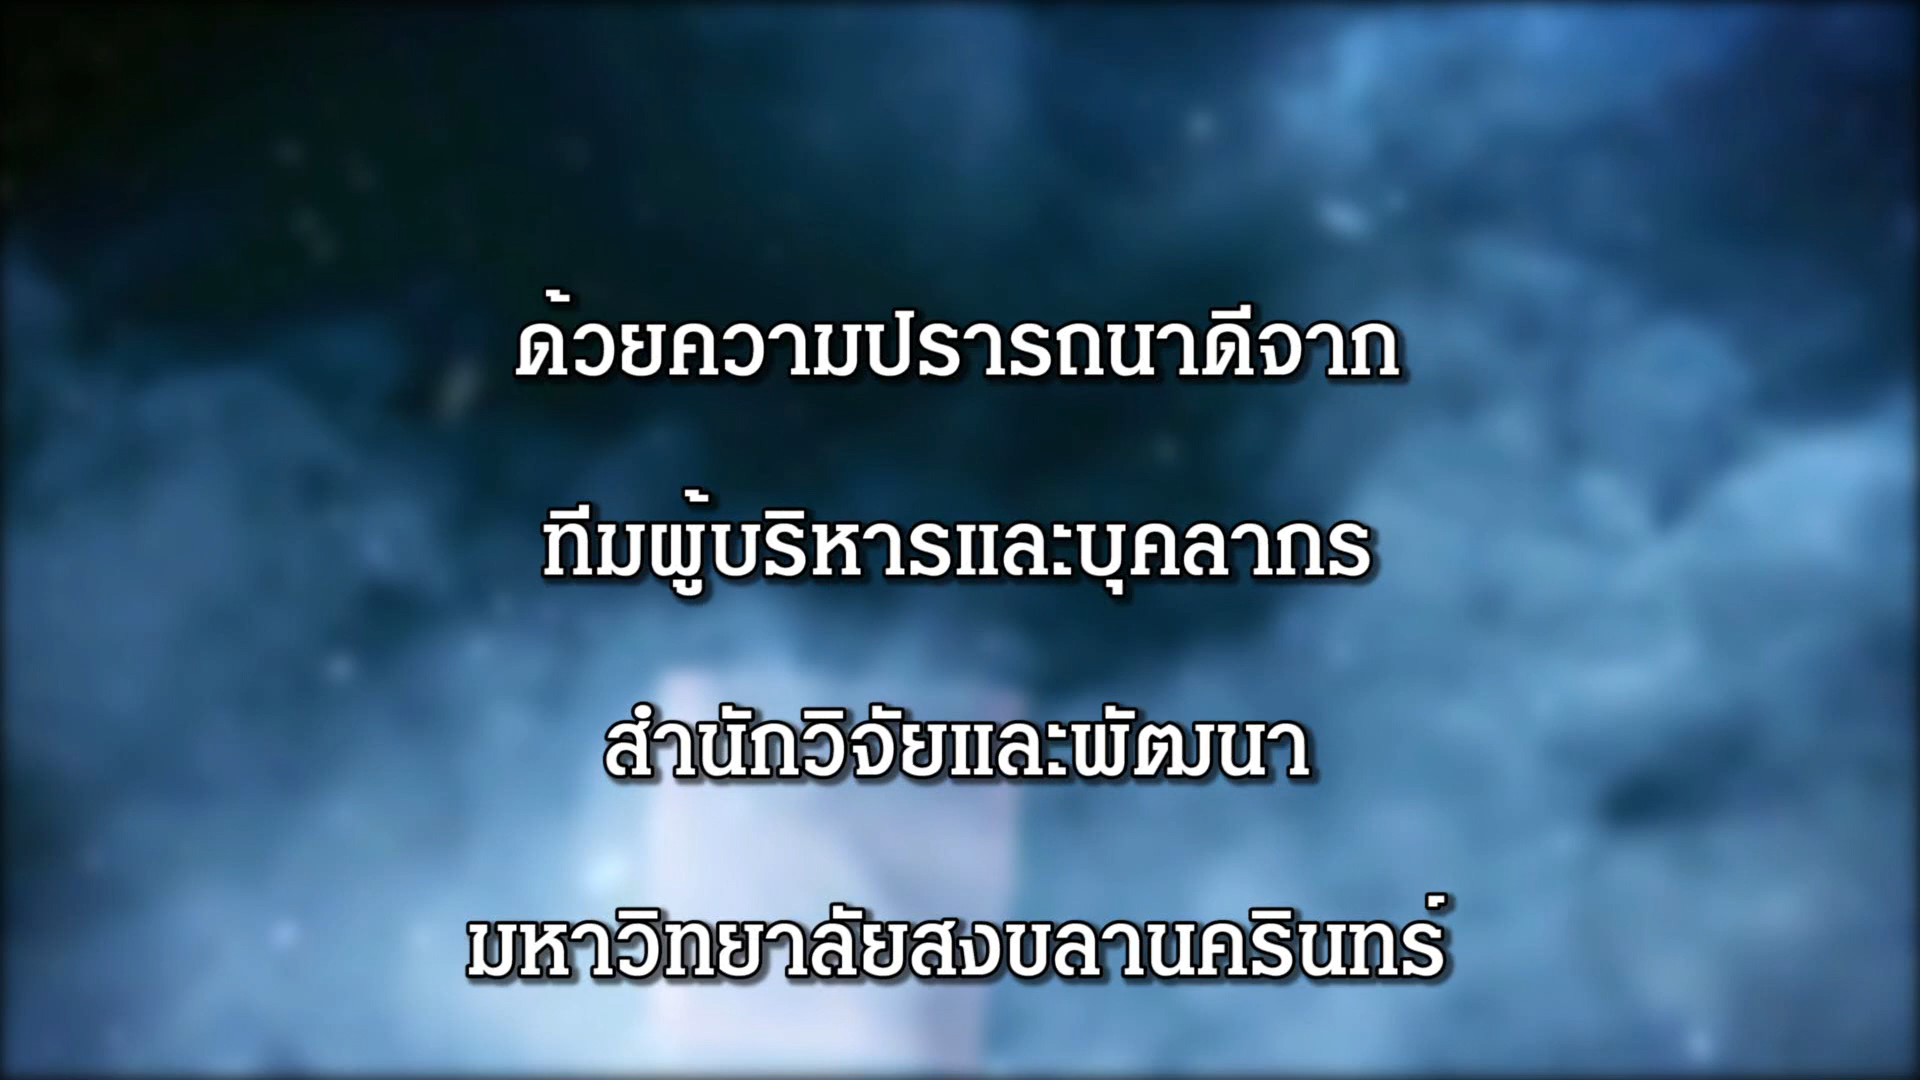 ด้วยความปรารถนาดีจาก
ทีมผู้บริหารและบุคลากร
สำนักวิจัยและพัฒนา
มหาวิทยาลัยสงขลานครินทร์